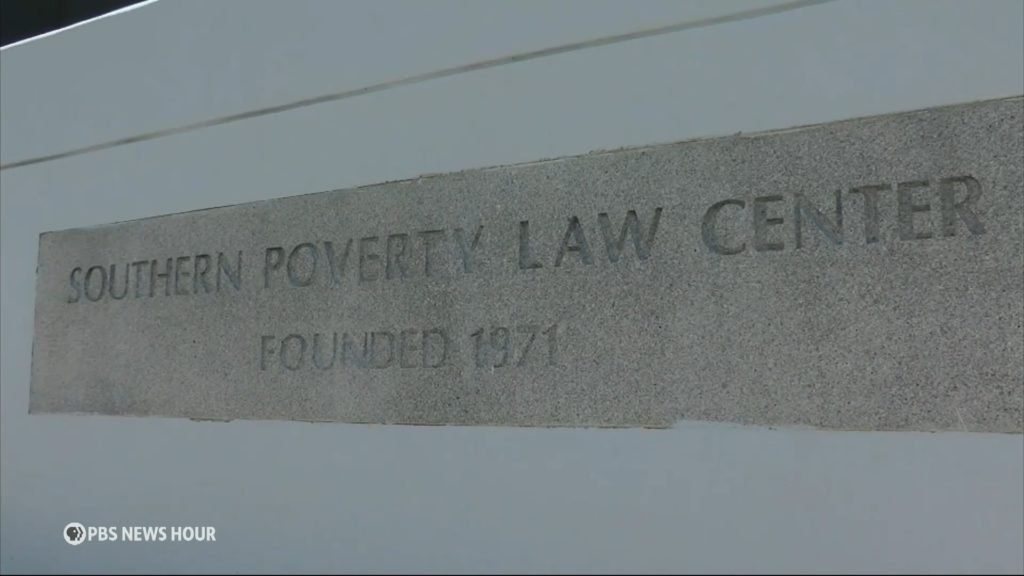 SOUTHERN POVERTY LAW CENTER
FOUNDED 1971
PBS NEWS HOUR